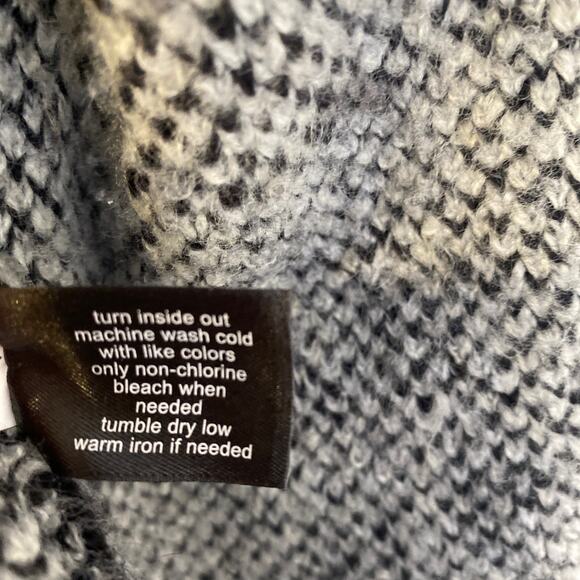 turn inside out
machine wash cold
with like colors
only non-chlorine
bleach when
needed
tumble dry low
warm iron if needed